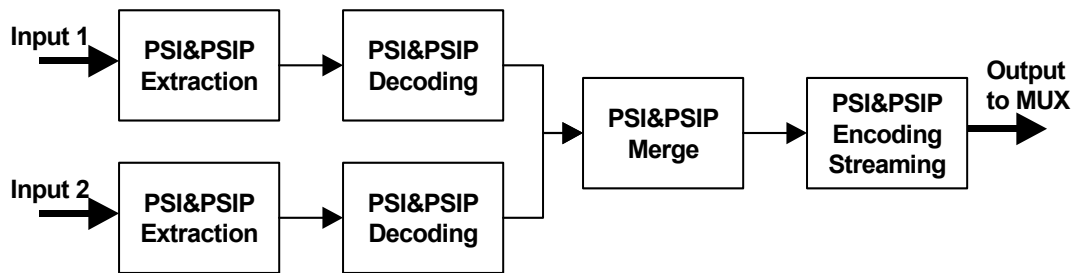 Input 1
PSI&PSIP
Extraction
PSI&PSIP
Decoding
Input 2
PSI&PSIP
Extraction
PSI&PSIP
Decoding
PSI&PSIP
Merge
PSI&PSIP
Encoding
Streaming
Output
to MUX